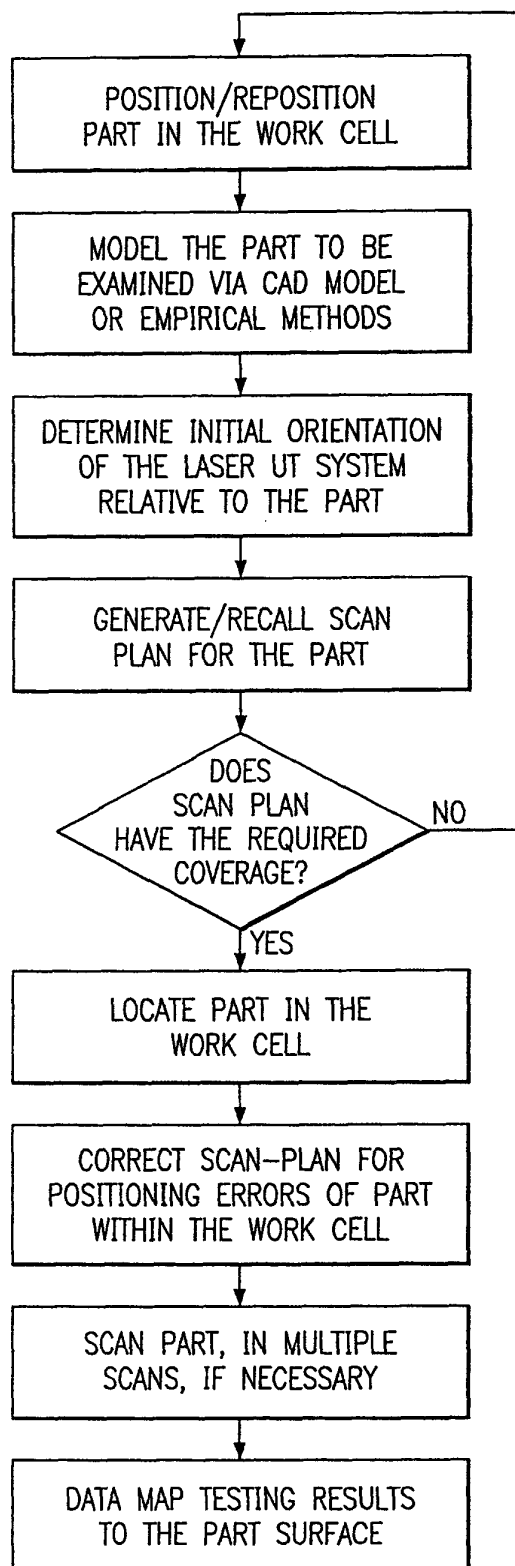 POSITION/REPOSITION
PART IN THE WORK CELL
MODEL THE PART TO BE
EXAMINED VIA CAD MODEL
OR EMPIRICAL METHODS
DETERMINE INITIAL ORIENTATION
OF THE LASER UT SYSTEM
RELATIVE TO THE PART
GENERATE/RECALL SCAN
PLAN FOR THE PART
DOES
SCAN PLAN
HAVE THE REQUIRED
COVERAGE?
NO
YES
LOCATE PART IN THE
WORK CELL
CORRECT SCAN-PLAN FOR
POSITIONING ERRORS OF PART
WITHIN THE WORK CELL
SCAN PART, IN MULTIPLE
SCANS, IF NECESSARY
DATA MAP TESTING RESULTS
TO THE PART SURFACE